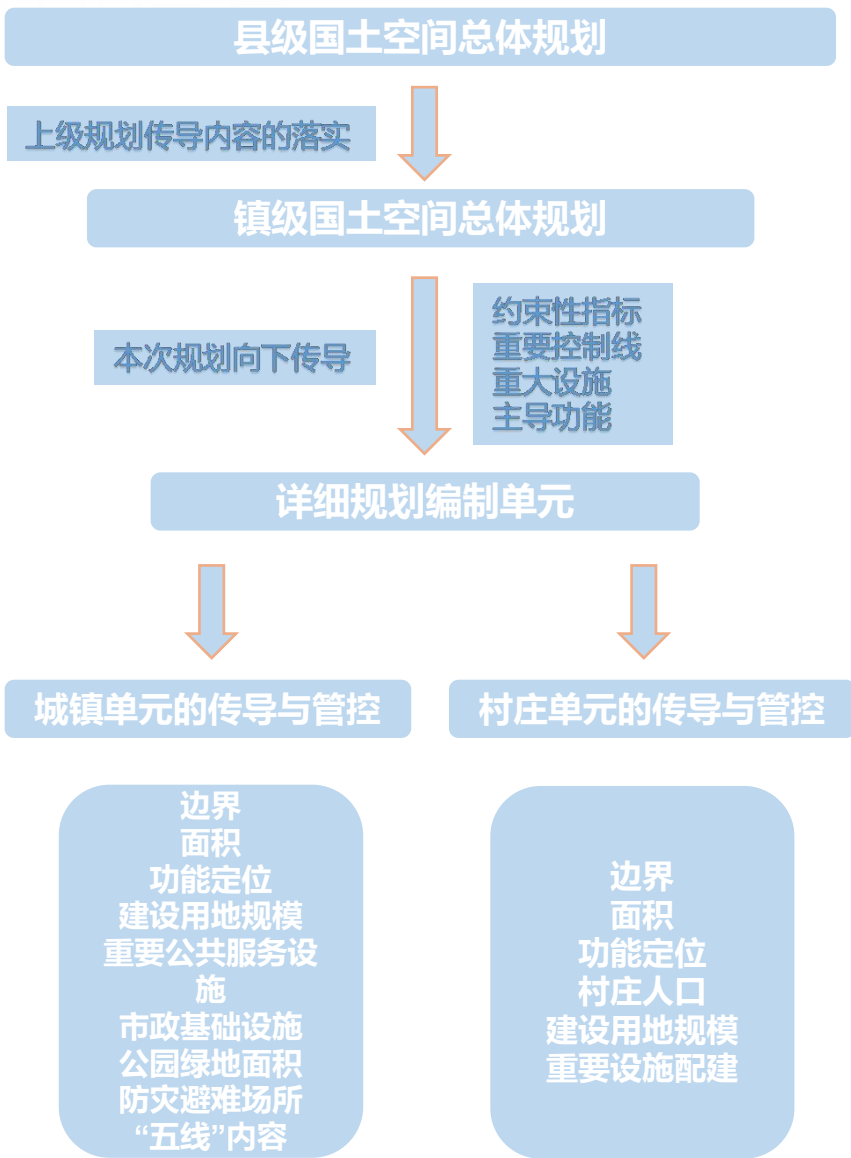 县级国土空间总体规划
上级规划传导内容的落实
镇级国土空间总体规划
本次规划向下传导
约束性指标
重要控制线
重大设施
主导功能
详细规划编制单元
城镇单元的传导与管控
村庄单元的传导与管控
边界
面积
功能定位
建设用地规模
重要公共服务设
施
市政基础设施
公园绿地面积
防灾避难场所
“五线”内容
边界
面积
功能定位
村庄人口
建设用地规模
重要设施配建